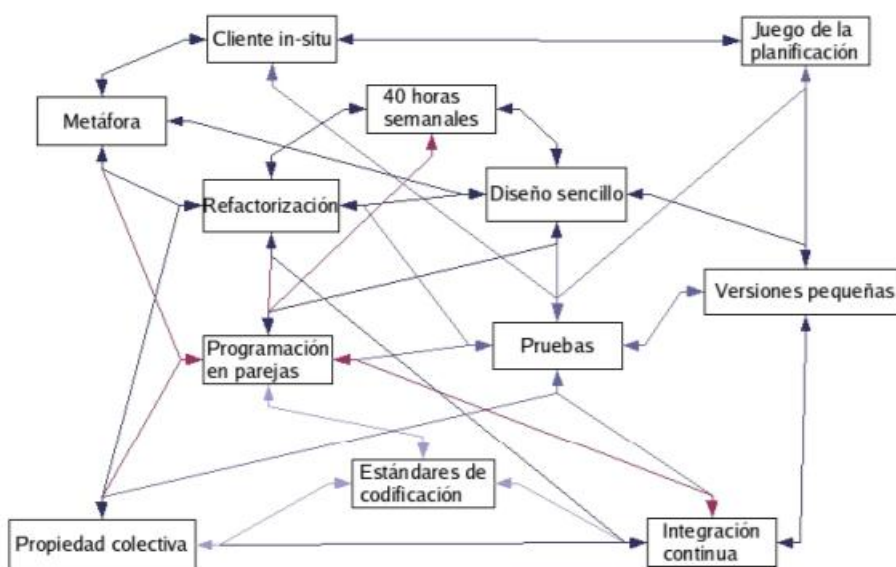 Cliente in-situ
Juego de la
planificación
40 horas
semanales
Metáfora
Refactorización
Diseño sencillo
Versiones pequeñas
Programación
en parejas
Pruebas
Estándares de
codificación
Propiedad colectiva
Integración
continua